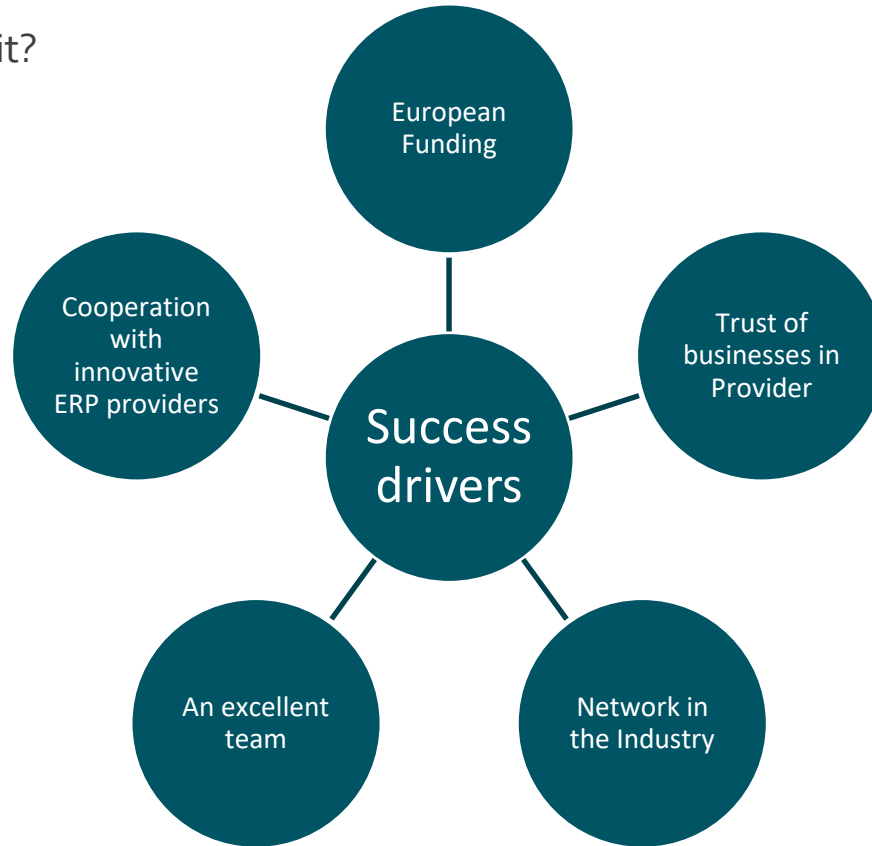 it?
European
Funding
Cooperation
with
innovative
ERP providers
Trust of
businesses in
Provider
Success
drivers
An excellent
team
Network in
the Industry